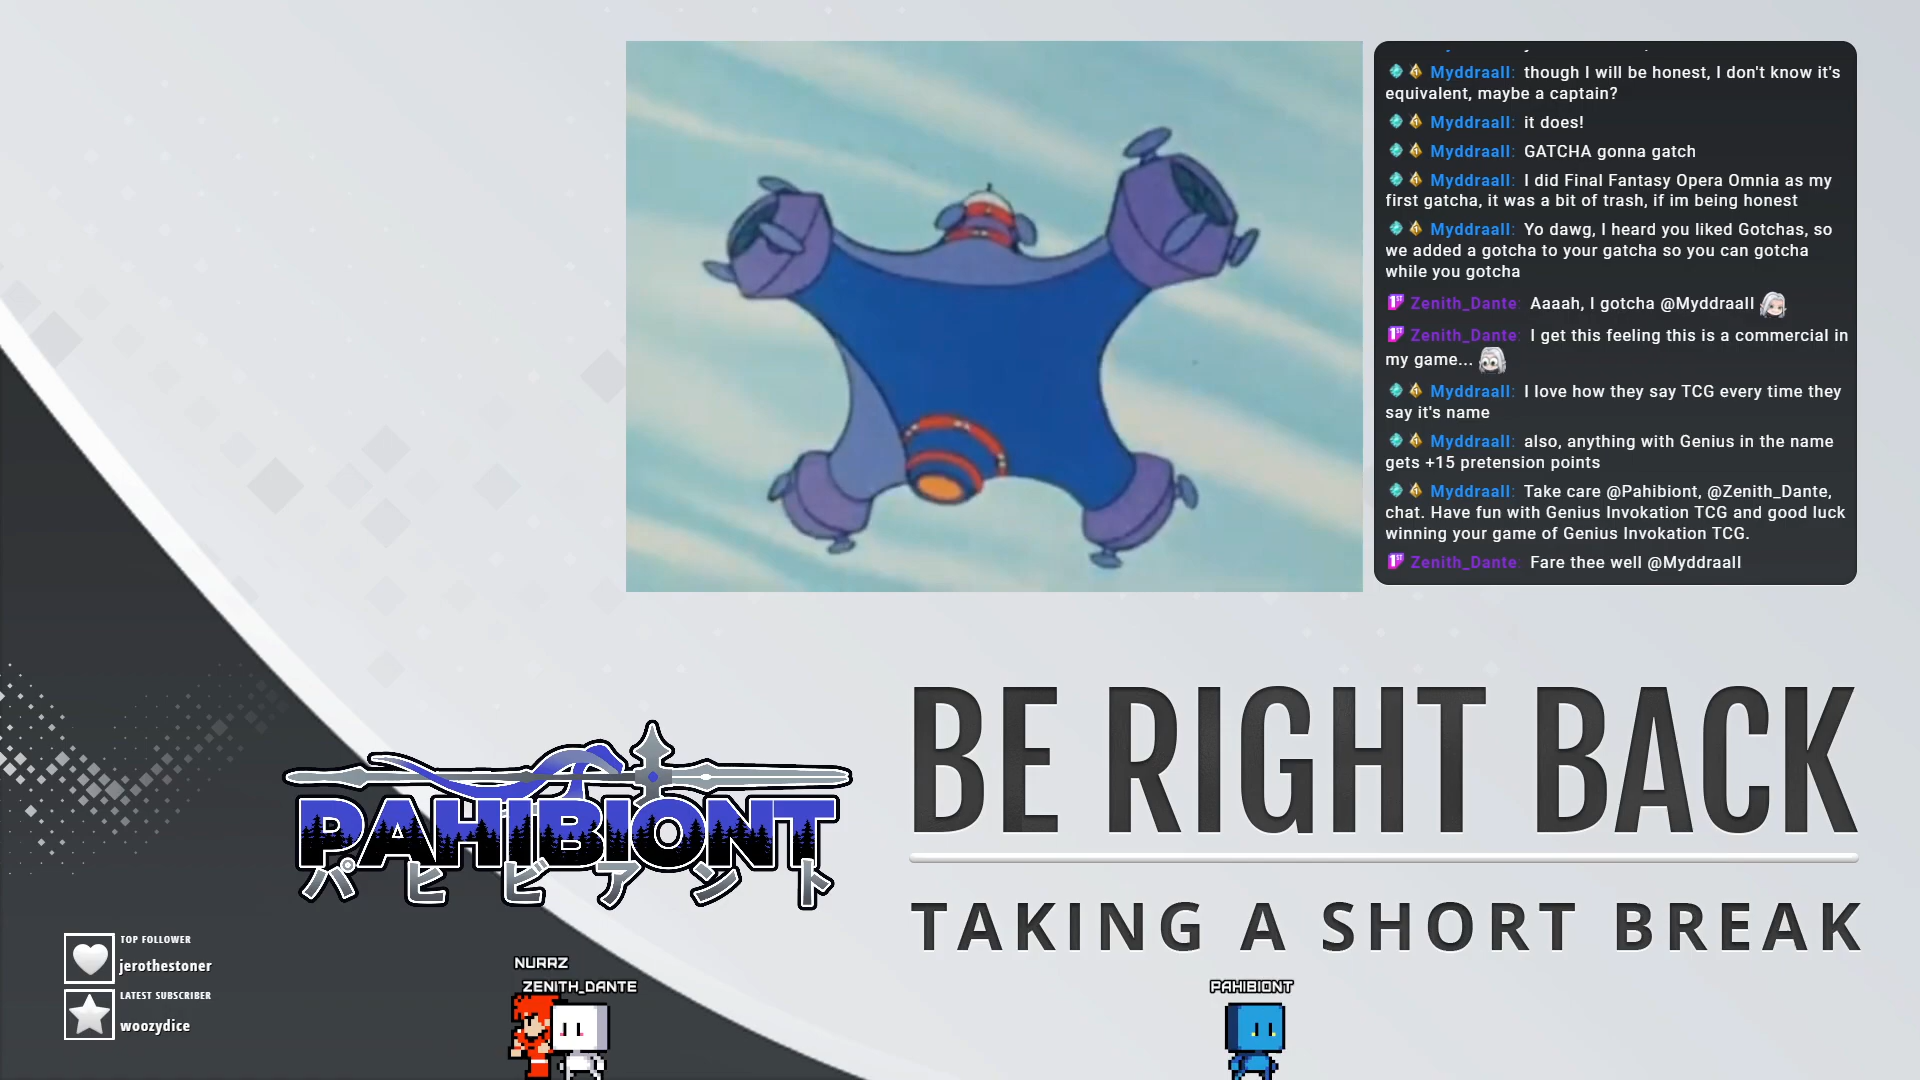 Myddraall: though I will be honest, I don't know it's
equivalent, maybe a captain?
Myddraall: it does!
Myddraall: GATCHA gonna gatch
Myddraall: I did Final Fantasy Opera Omnia as my
first gatcha, it was a bit of trash, if im being honest
Myddraall: Yo dawg, I heard you liked Gotchas, so
we added a gotcha to your gatcha so you can gotcha
while you gotcha
Zenith_Dante: Aaaah, I gotcha @Myddraall
Zenith_Dante: I get this feeling this is a commercial in
my game...
Myddraall: I love how they say TCG every time they
say it's name
Myddraall: also, anything with Genius in the name
gets +15 pretension points
Myddraall: Take care @Pahibiont, @Zenith_Dante,
chat. Have fun with Genius Invokation TCG and good luck
winning your game of Genius Invokation TCG.
Zenith_Dante: Fare thee well @Myddraall
BE RIGHT BACK
TAKING A SHORT BREAK
PAHIBIONT
パヒビアント
TOP FOLLOWER
jerothestoner
LATEST SUBSCRIBER
woozydice
NURRZ
ZENITH_DANTE
PAHIBIONT